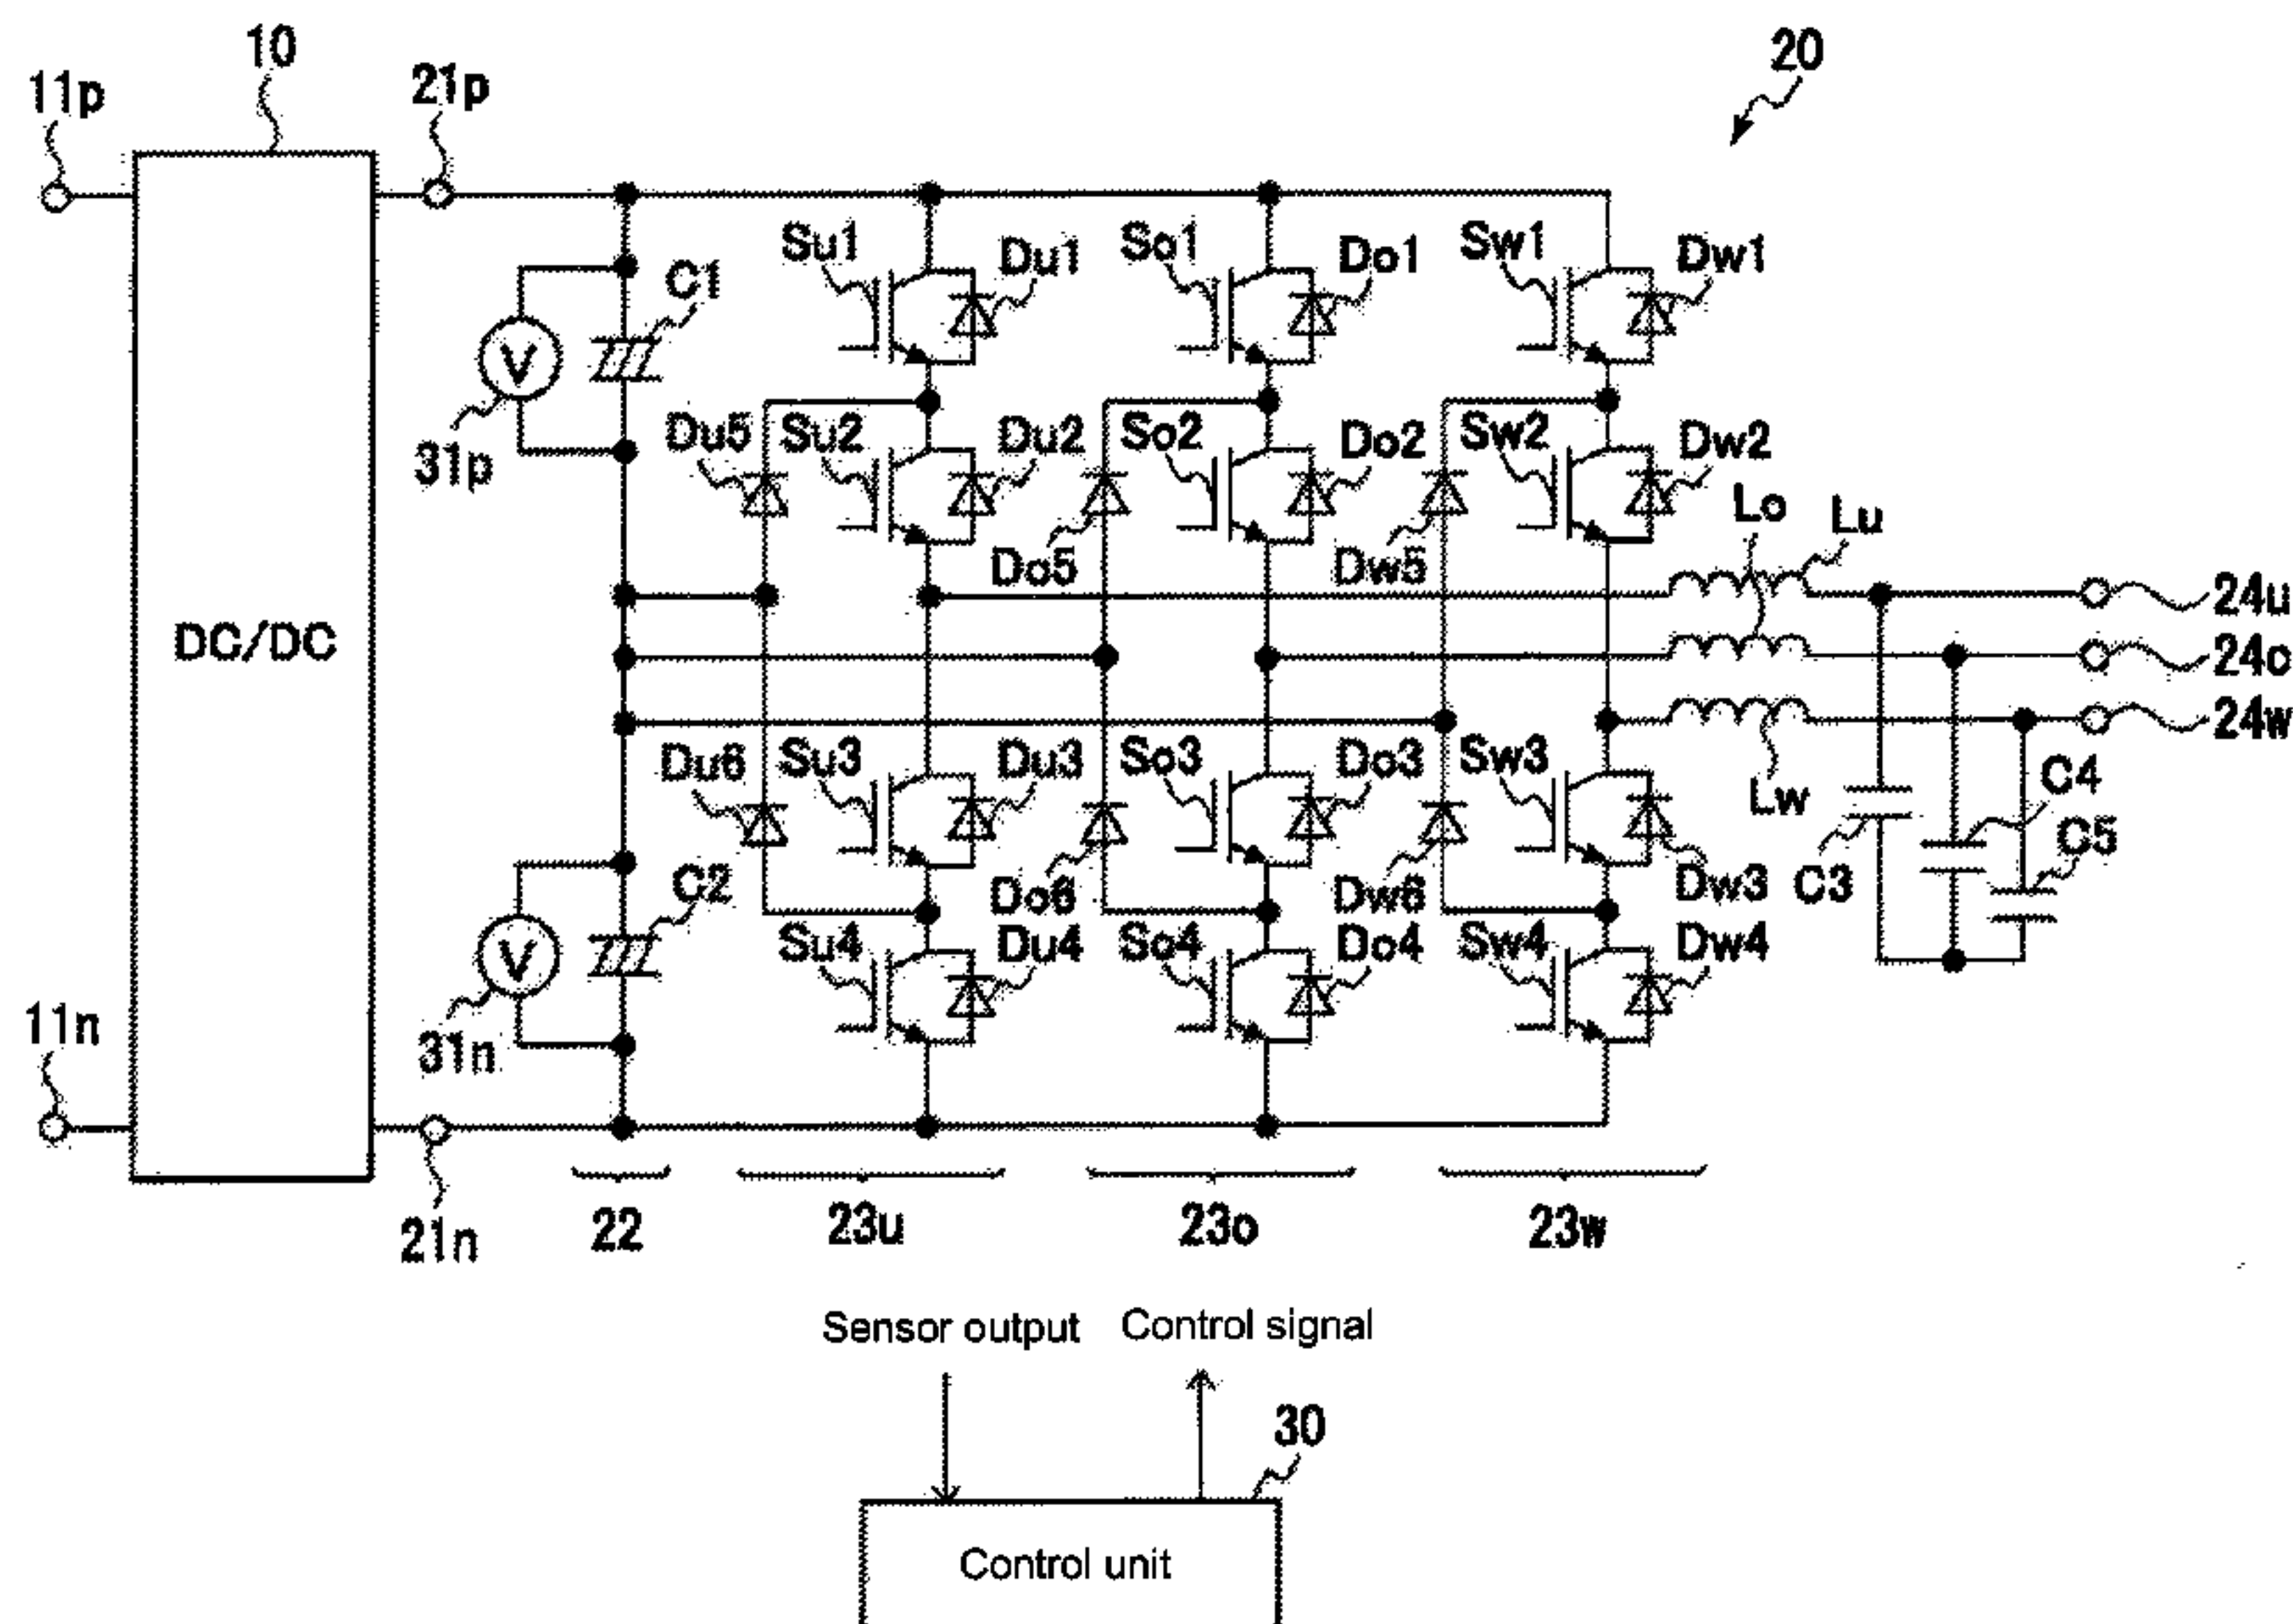 10
20
11p
21p
Su1
Du1
So1
Do1
Sw1
Dw1
C1
V
31p
Du5
Su2
Du2
So2
Do2
Sw2
Dw2
Do5
Dw5
Lo
Lu
24u
DC/DC
24o
24w
Du6
Su3
Du3
So3
Do3
Sw3
Lw
C4
C3
C5
C2
Do6
Dw6
Dw3
V
Su4
Du4
So4
Do4
Sw4
Dw4
11n
31n
21n
22
23u
23o
23w
Sensor output
Control signal
30
Control unit